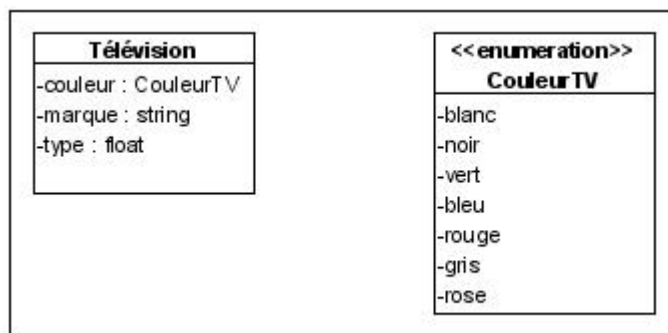 Télévision
-couleur : CouleurTV
-marque : string
-type : float
<<enumeration>>
CouleurTV
-blanc
-noir
-vert
-bleu
-rouge
-gris
-rose